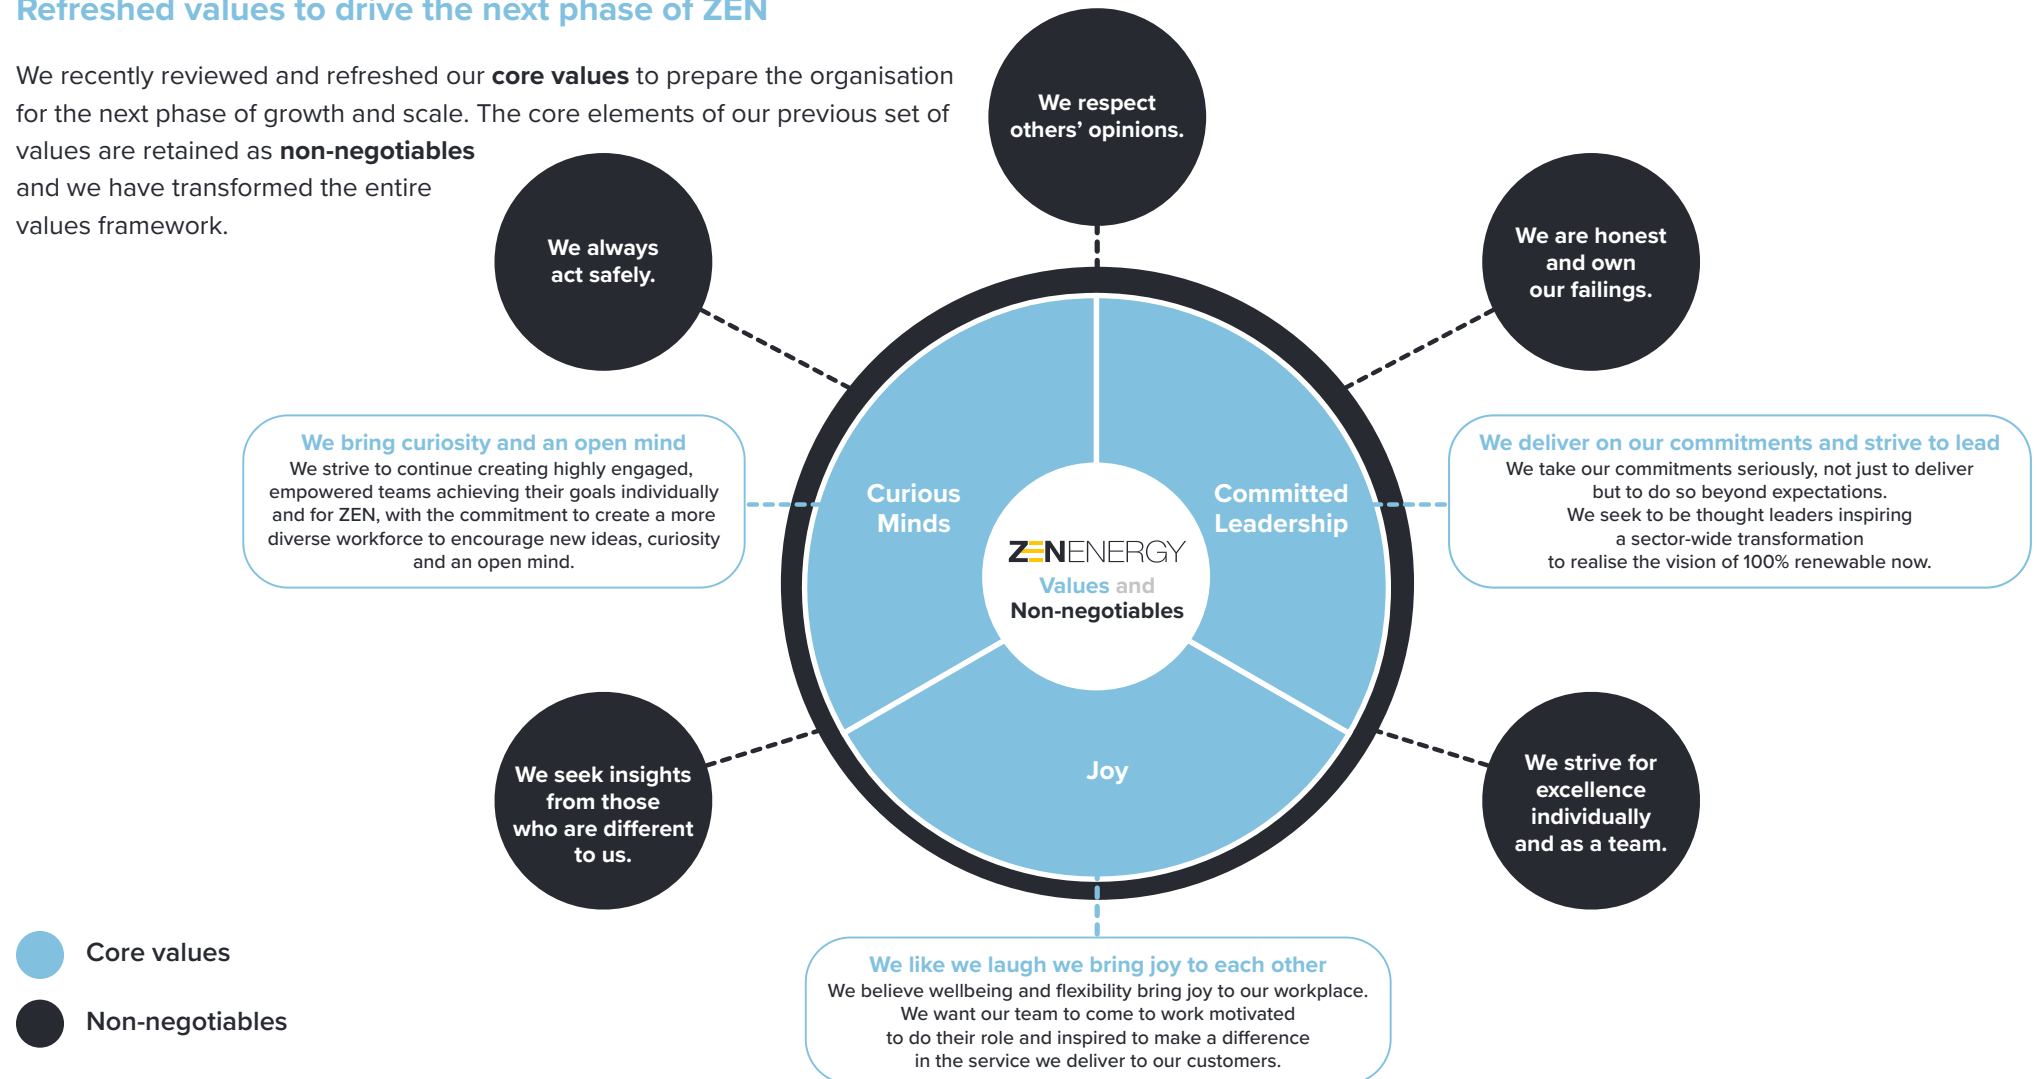 Refreshed values to drive the next phase of ZEN
We recently reviewed and refreshed our core values to prepare the organisation
for the next phase of growth and scale. The core elements of our previous set of
values are retained as non-negotiables
and we have transformed the entire
values framework.
We respect
others’ opinions.
We always
act safely.
We are honest
and own
our failings.
We bring curiosity and an open mind
We strive to continue creating highly engaged,
empowered teams achieving their goals individually
and for ZEN, with the commitment to create a more
diverse workforce to encourage new ideas, curiosity
and an open mind.
Curious
Minds
Committed
Leadership
We deliver on our commitments and strive to lead
We take our commitments seriously, not just to deliver
but to do so beyond expectations.
We seek to be thought leaders inspiring
a sector-wide transformation
to realise the vision of 100% renewable now.
ZENENERGY
Values and
Non-negotiables
Joy
We seek insights
from those
who are different
to us.
We strive for
excellence
individually
and as a team.
We like we laugh we bring joy to each other
We believe wellbeing and flexibility bring joy to our workplace.
We want our team to come to work motivated
to do their role and inspired to make a difference
in the service we deliver to our customers.
Core values
Non-negotiables